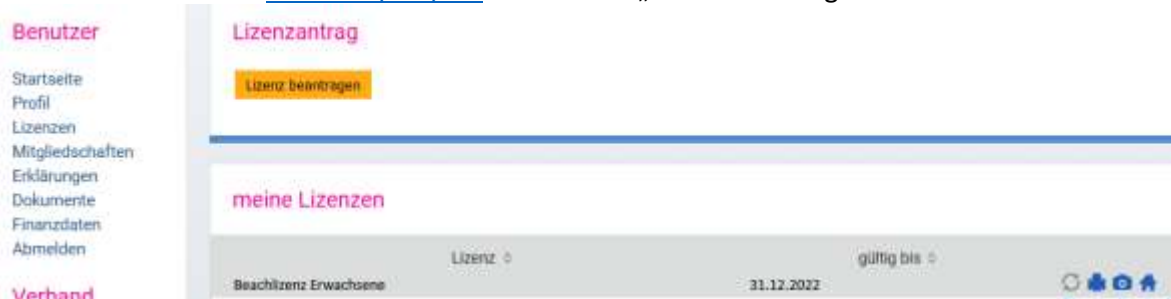 Benutzer
Startseite
Profil
Lizenzen
Mitgliedschaften
Erklärungen
Dokumente
Finanzdaten
Abmelden
Verband
Lizenzantrag
Lizenz beantragen
meine Lizenzen
Lizenz gültig bis
Beachlizenz Erwachsene 31.12.2022